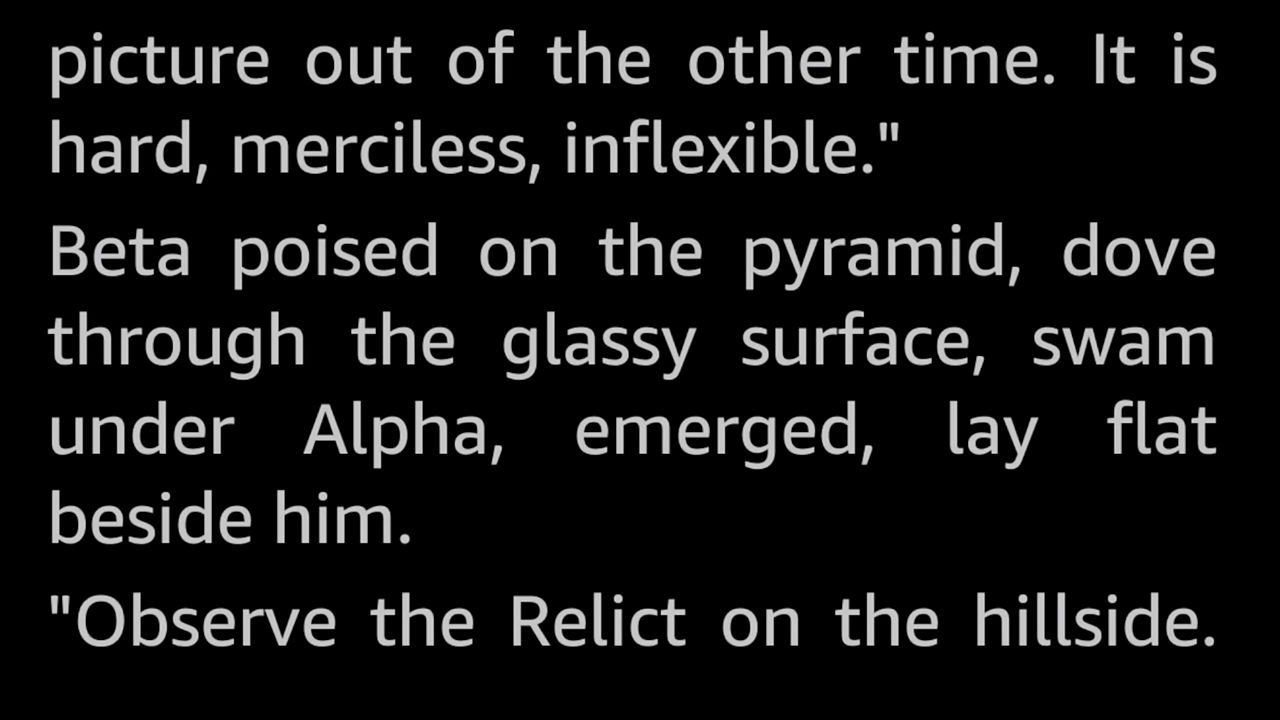 picture out of the other time. It is
hard, merciless, inflexible."
Beta poised on the pyramid, dove
through the glassy surface, swam
under Alpha, emerged, lay flat
beside him.
"Observe the Relict on the hillside.